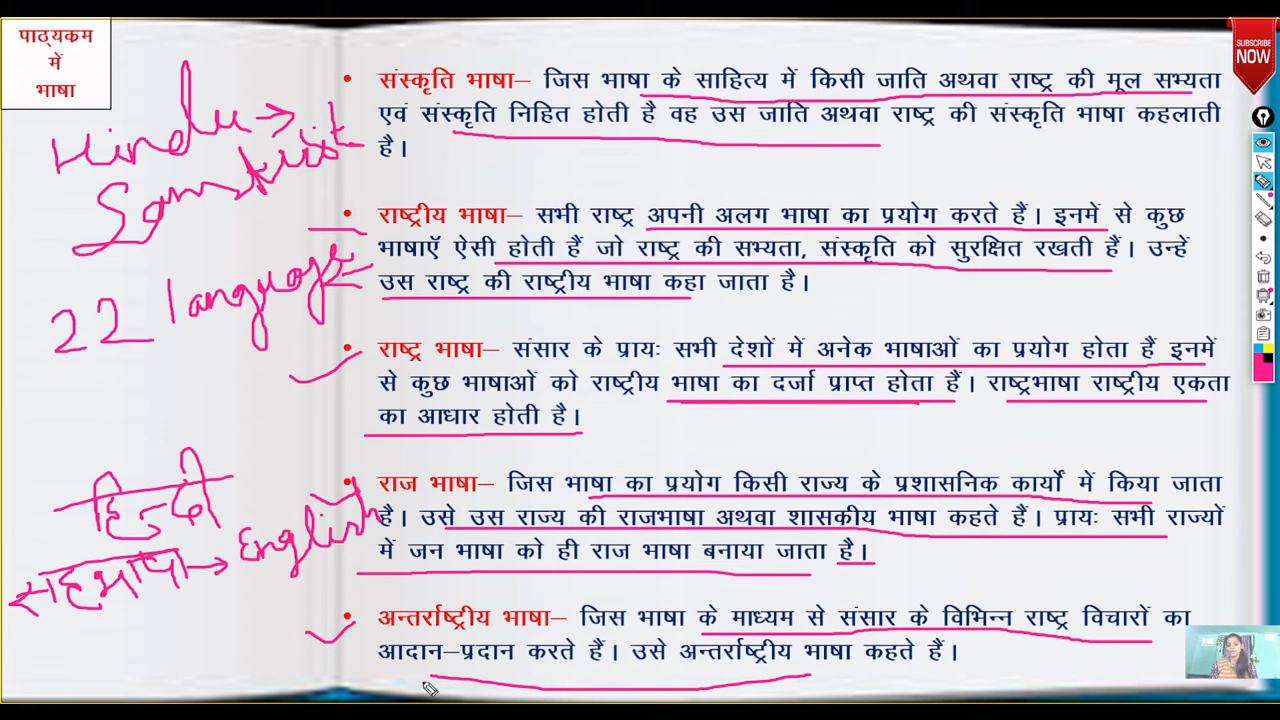 पाठ्यकम
में
भाषा
SUBSCRIBE
NOW
• संस्कृति भाषा– जिस भाषा के साहित्य में किसी जाति अथवा राष्ट्र की मूल सभ्यता
एवं संस्कृति निहित होती है वह उस जाति अथवा राष्ट्र की संस्कृति भाषा कहलाती
है।
Hindu →
Sanskrit
• राष्ट्रीय भाषा– सभी राष्ट्र अपनी अलग भाषा का प्रयोग करते हैं। इनमें से कुछ
भाषाएँ ऐसी होती हैं जो राष्ट्र की सभ्यता, संस्कृति को सुरक्षित रखती हैं। उन्हें
उस राष्ट्र की राष्ट्रीय भाषा कहा जाता है।
22 language
• राष्ट्र भाषा– संसार के प्रायः सभी देशों में अनेक भाषाओं का प्रयोग होता हैं इनमें
से कुछ भाषाओं को राष्ट्रीय भाषा का दर्जा प्राप्त होता हैं। राष्ट्रभाषा राष्ट्रीय एकता
का आधार होती है।
• राज भाषा– जिस भाषा का प्रयोग किसी राज्य के प्रशासनिक कार्यों में किया जाता
है। उसे उस राज्य की राजभाषा अथवा शासकीय भाषा कहते हैं। प्रायः सभी राज्यों
में जन भाषा को ही राज भाषा बनाया जाता है।
हिन्दी
सहभाषा → English
• अन्तर्राष्ट्रीय भाषा– जिस भाषा के माध्यम से संसार के विभिन्न राष्ट्र विचारों का
आदान–प्रदान करते हैं। उसे अन्तर्राष्ट्रीय भाषा कहते हैं।